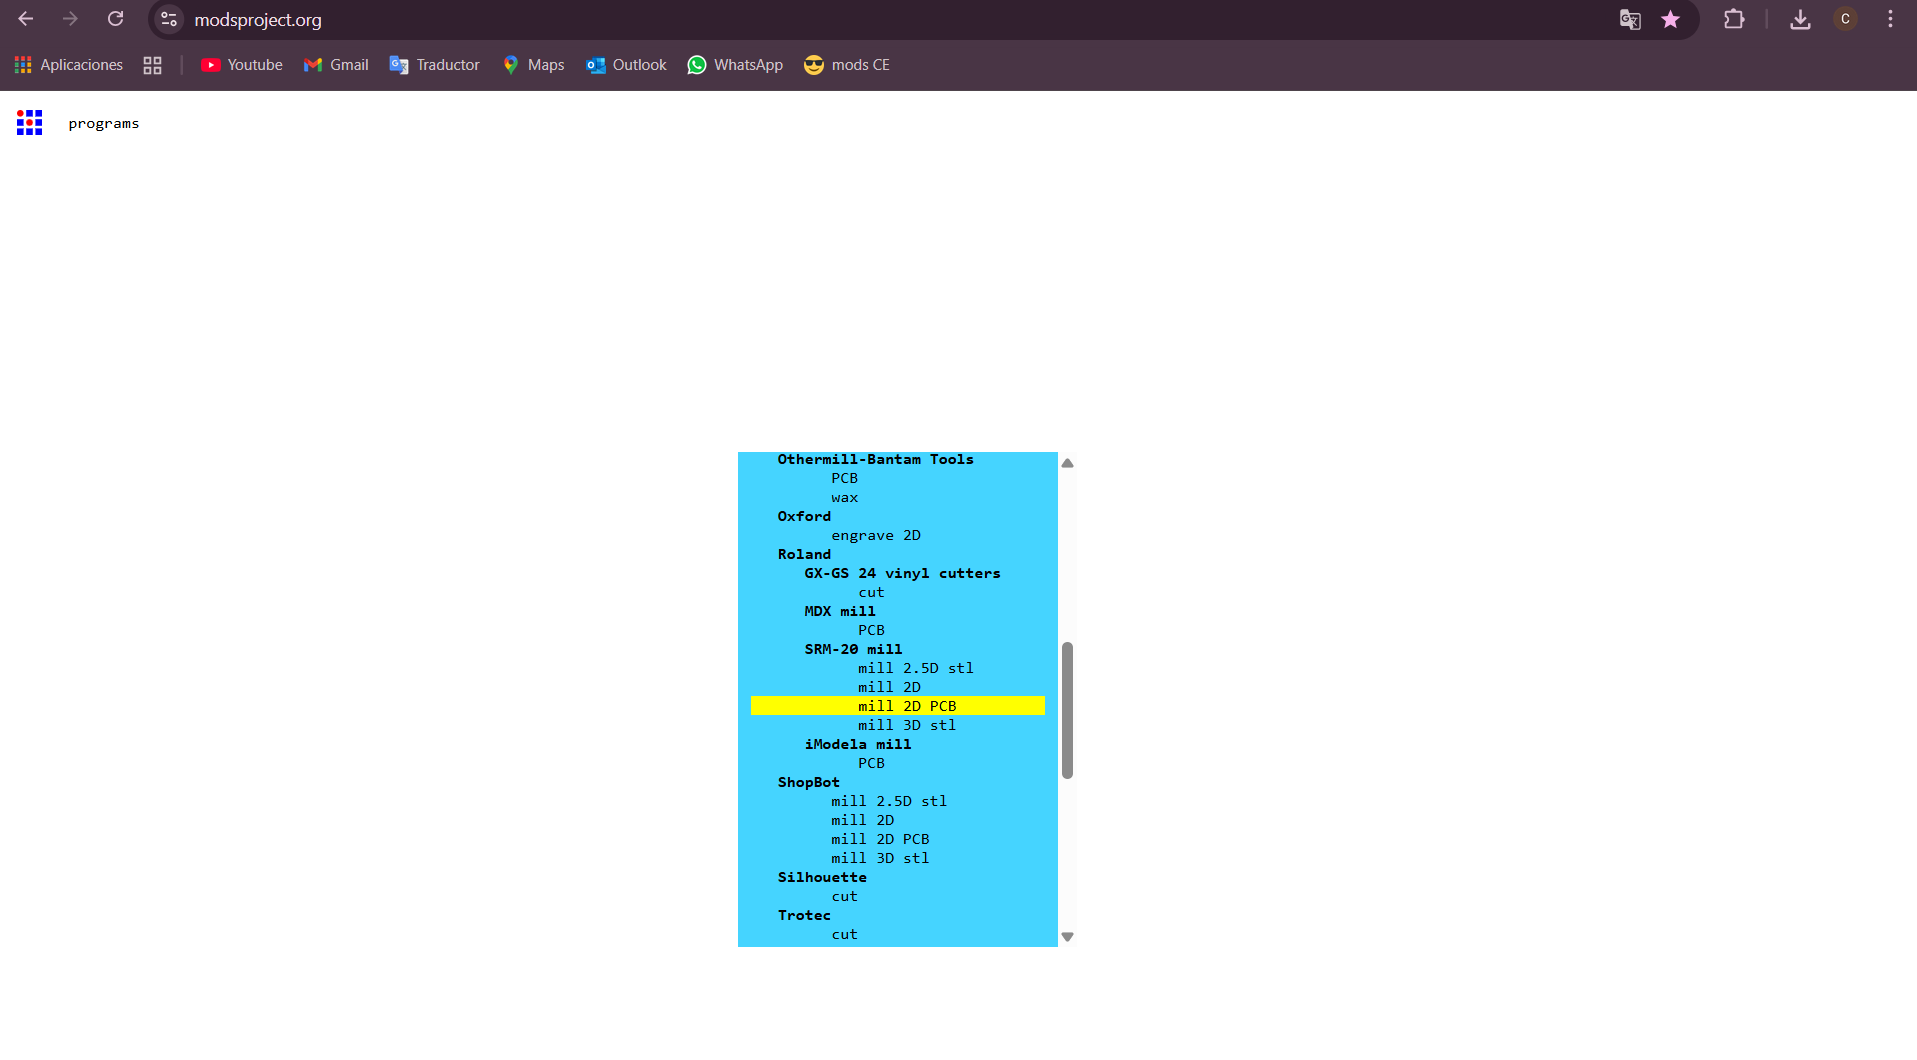 modsproject.org
C
Aplicaciones
Youtube
Gmail
Traductor
Maps
Outlook
WhatsApp
mods CE
programs
Othermill-Bantam Tools
PCB
wax
Oxford
engrave 2D
Roland
GX-GS 24 vinyl cutters
cut
MDX mill
PCB
SRM-20 mill
mill 2.5D stl
mill 2D
mill 2D PCB
mill 3D stl
iModela mill
PCB
ShopBot
mill 2.5D stl
mill 2D
mill 2D PCB
mill 3D stl
Silhouette
cut
Trotec
cut